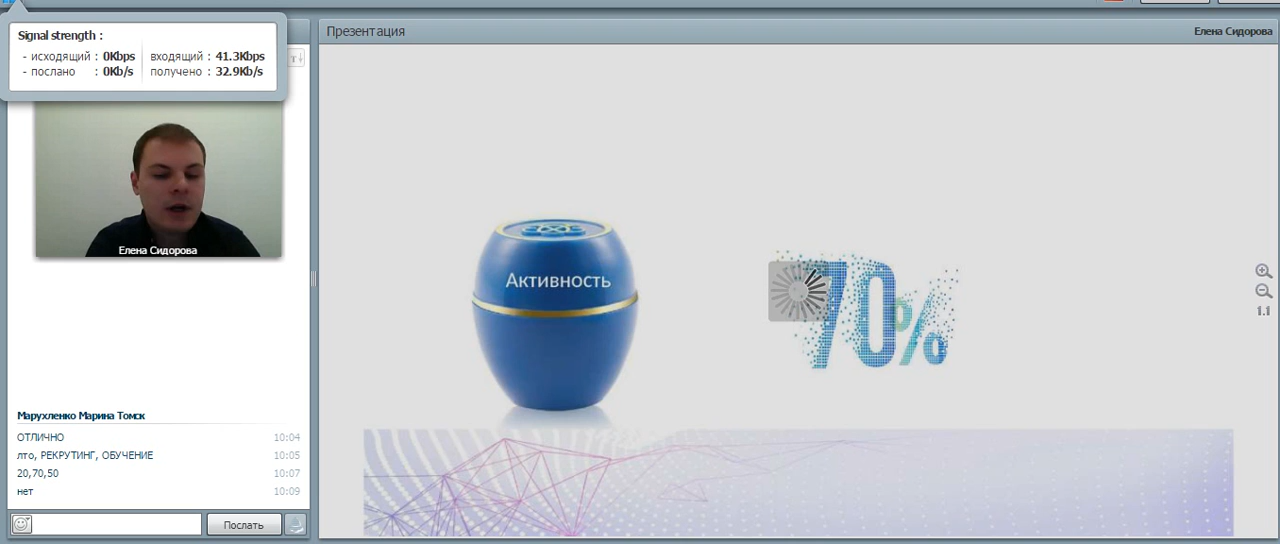 Signal strength :
- исходящий : 0Kbps входящий : 41.3Kbps
- послано : 0Kb/s получено : 32.9Kb/s
Презентация
Елена Сидорова
Елена Сидорова
Активность
70%
1:1
Марухленко Марина Томск
ОТЛИЧНО 10:04
лто, РЕКРУТИНГ, ОБУЧЕНИЕ 10:05
20,70,50 10:07
нет 10:09
Послать